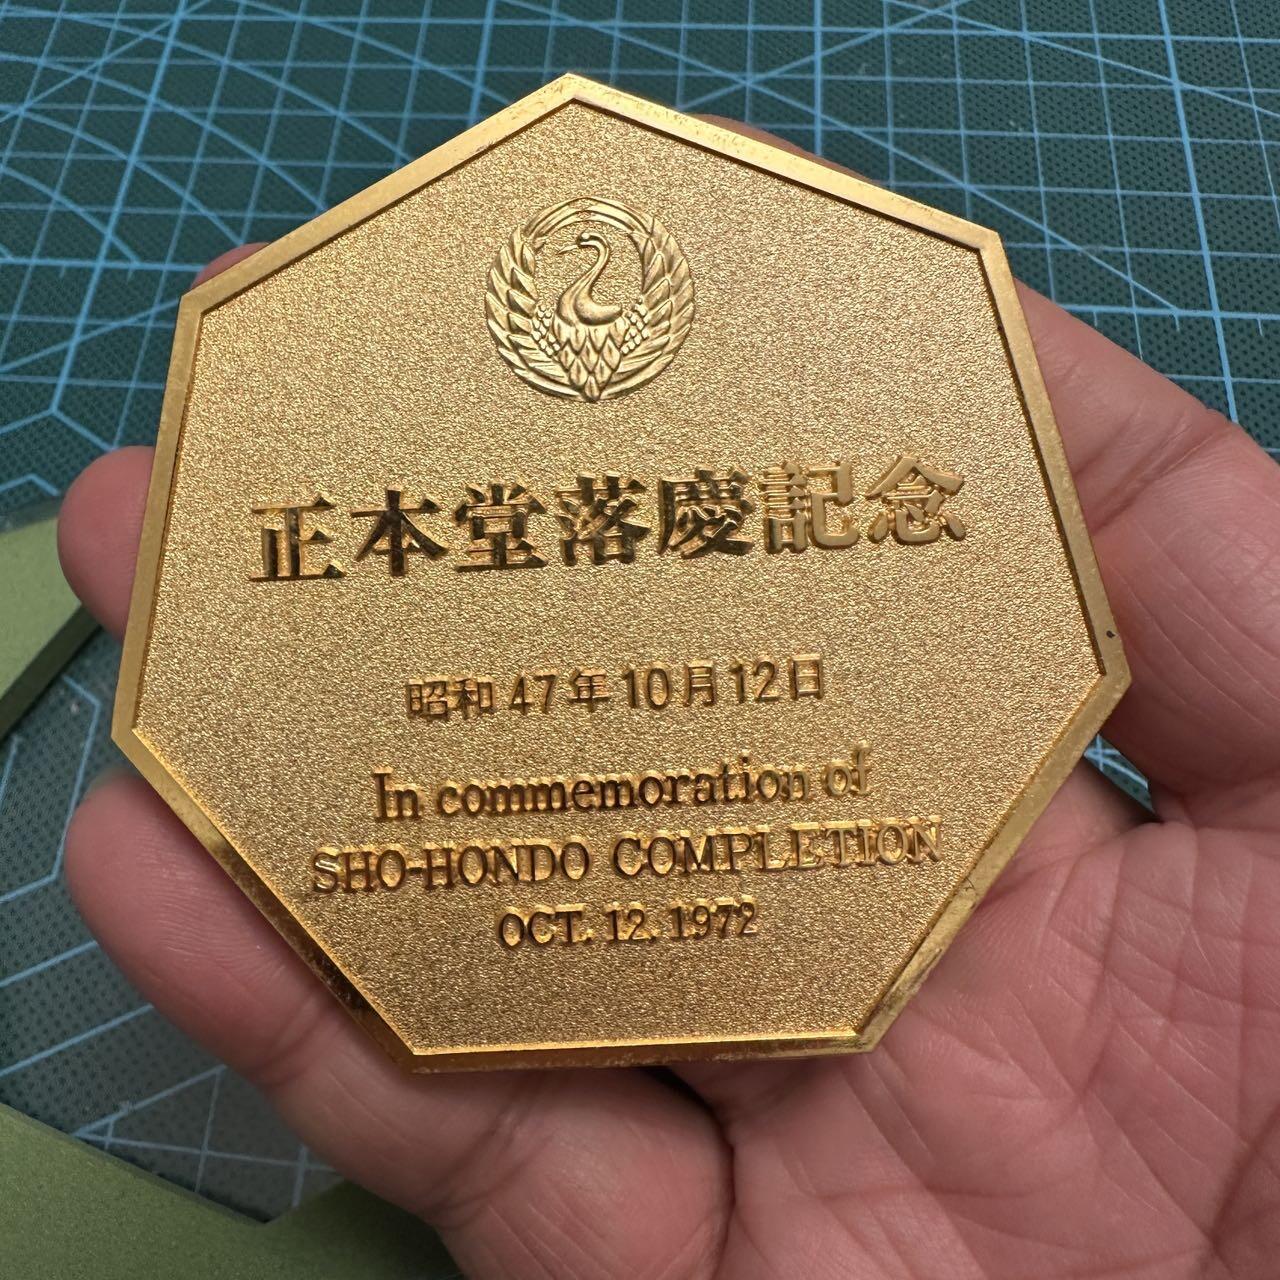 正本堂落慶記念
昭和47年10月12日
In commemoration of
SHO-HONDO COMPLETION
OCT. 12. 1972